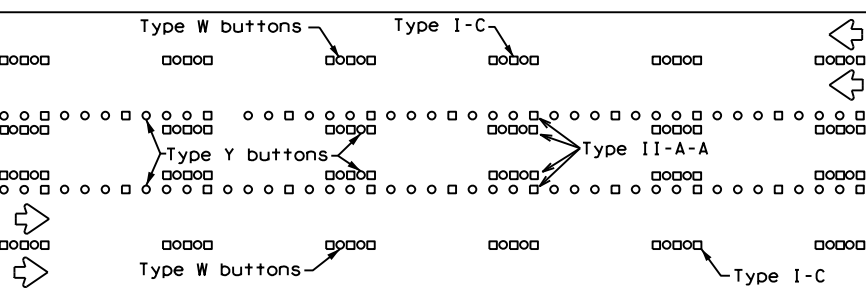 Type W buttons
Type I-C
Type Y buttons
Type II-A-A
Type W buttons
Type I-C